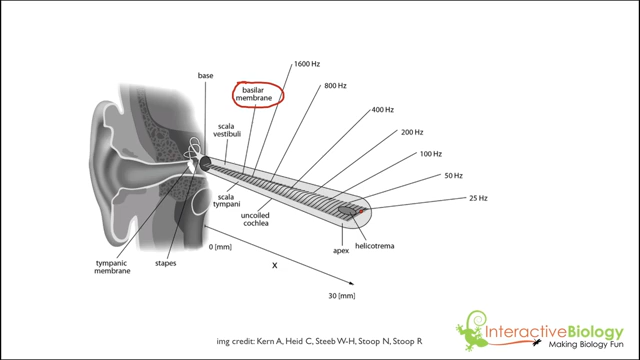 1600 Hz
base
basilar
membrane
800 Hz
400 Hz
scala
vestibuli
200 Hz
100 Hz
50 Hz
25 Hz
scala
tympani
uncoiled
cochlea
helicotrema
apex
0 [mm]
tympanic
membrane
stapes
x
30 [mm]
InteractiveBiology
Making Biology Fun
img credit: Kern A, Heid C, Steeb W-H, Stoop N, Stoop R